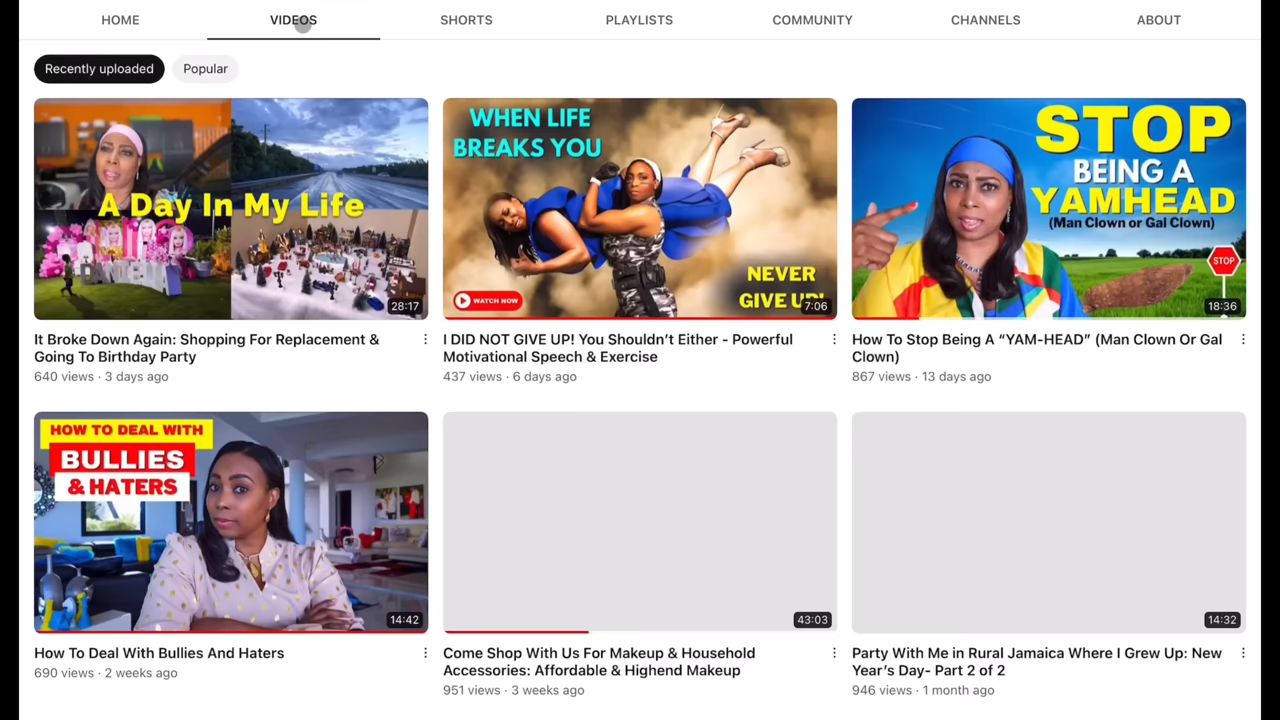 HOME
VIDEOS
SHORTS
PLAYLISTS
COMMUNITY
CHANNELS
ABOUT
Recently uploaded
Popular
A Day In My Life
28:17
WHEN LIFE
BREAKS YOU
NEVER
GIVE UP!
WATCH NOW
7:06
STOP
BEING A
YAMHEAD
(Man Clown or Gal Clown)
STOP
18:36
It Broke Down Again: Shopping For Replacement &
Going To Birthday Party
640 views · 3 days ago
I DID NOT GIVE UP! You Shouldn’t Either - Powerful
Motivational Speech & Exercise
437 views · 6 days ago
How To Stop Being A “YAM-HEAD” (Man Clown Or Gal
Clown)
867 views · 13 days ago
HOW TO DEAL WITH
BULLIES
& HATERS
14:42
43:03
14:32
How To Deal With Bullies And Haters
690 views · 2 weeks ago
Come Shop With Us For Makeup & Household
Accessories: Affordable & Highend Makeup
951 views · 3 weeks ago
Party With Me in Rural Jamaica Where I Grew Up: New
Year’s Day- Part 2 of 2
946 views · 1 month ago